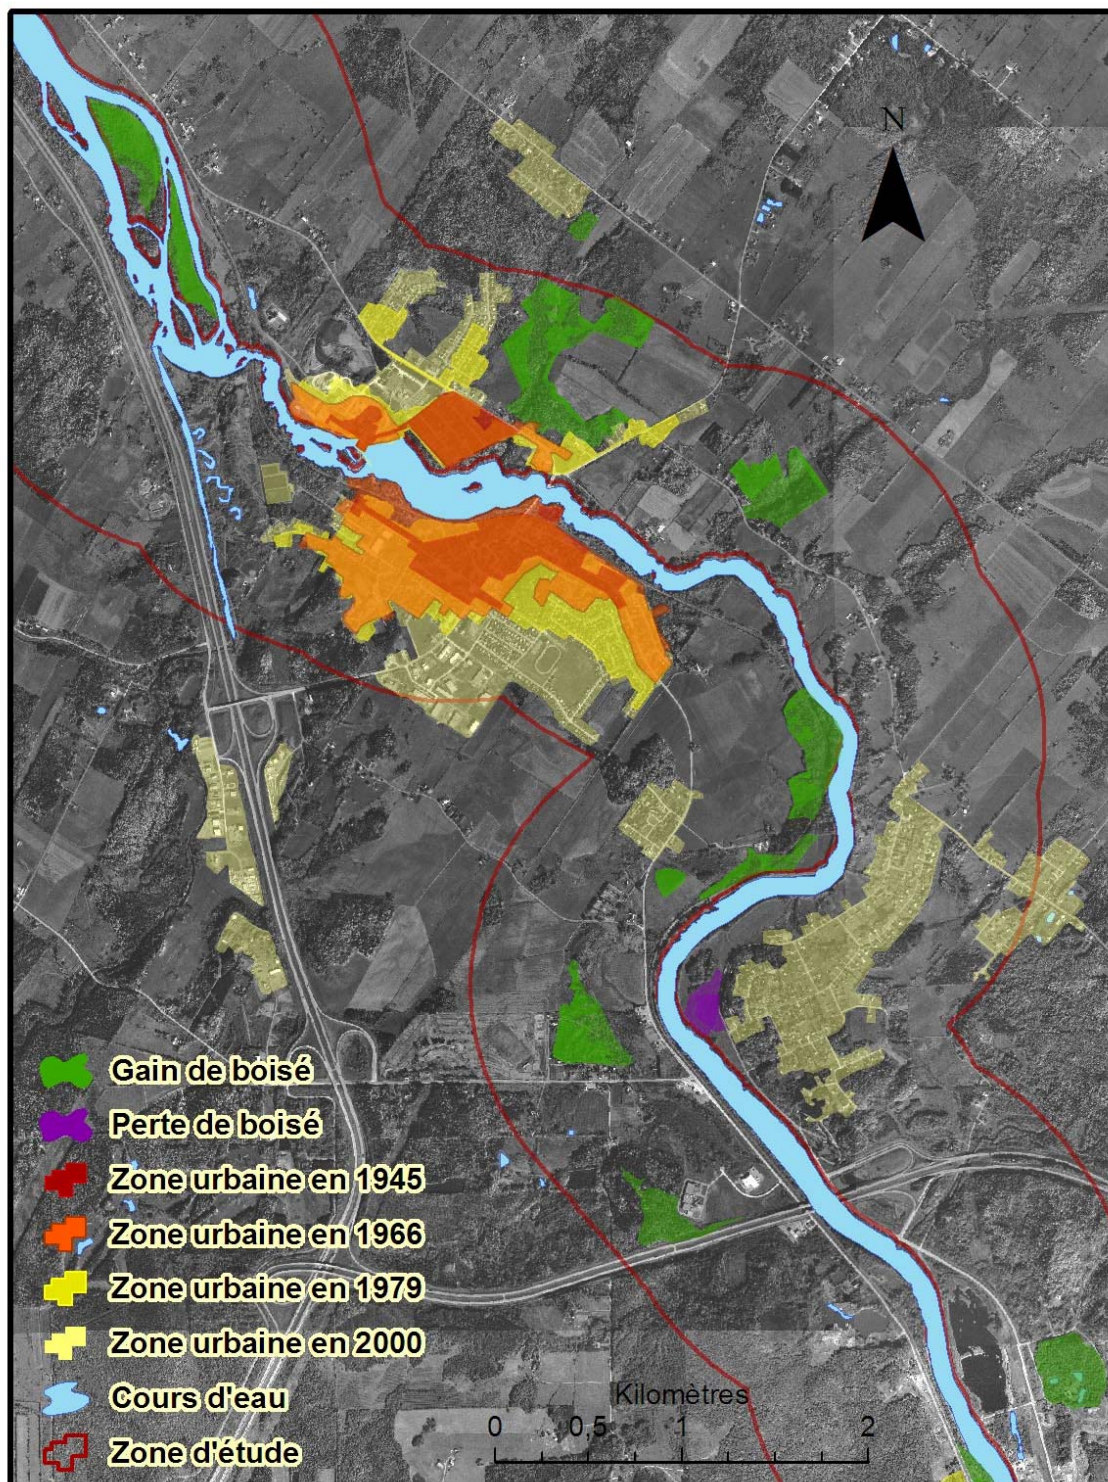 N
Gain de boisé
Perte de boisé
Zone urbaine en 1945
Zone urbaine en 1966
Zone urbaine en 1979
Zone urbaine en 2000
Cours d'eau
Zone d'étude
Kilomètres
0 0,5 1 2